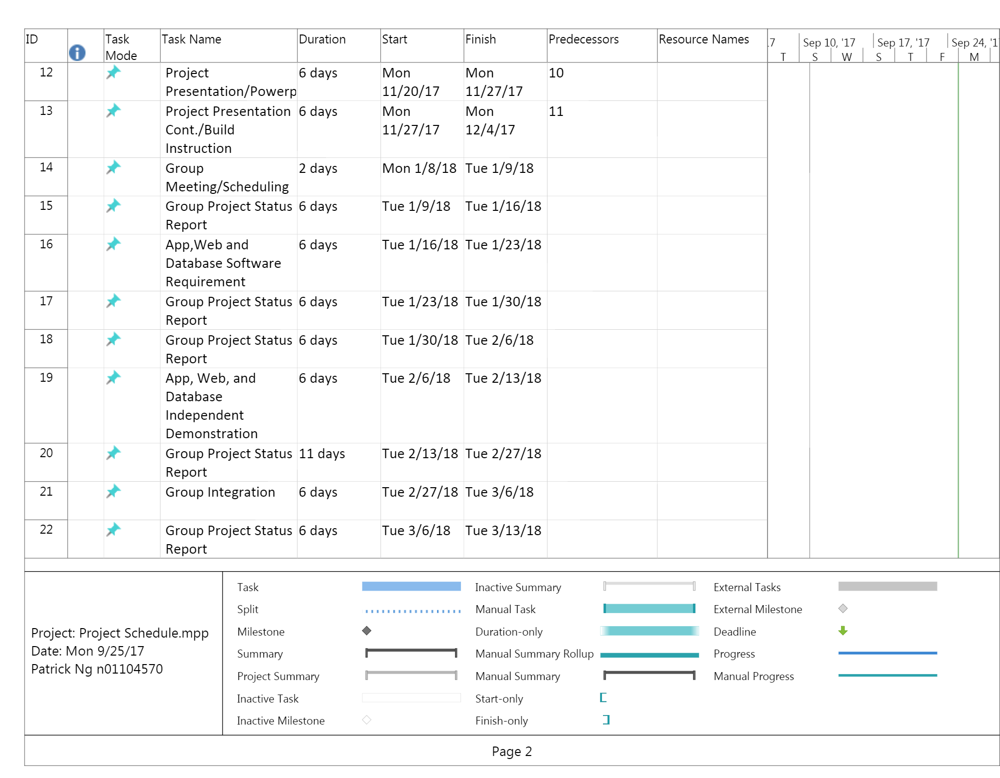 ID Task Mode Task Name Duration Start Finish Predecessors Resource Names
17 Sep 10, '17 Sep 17, '17 Sep 24, '1
T S W S T F M
12 Project Presentation/Powerp 6 days Mon 11/20/17 Mon 11/27/17 10
13 Project Presentation Cont./Build Instruction 6 days Mon 11/27/17 Mon 12/4/17 11
14 Group Meeting/Scheduling 2 days Mon 1/8/18 Tue 1/9/18
15 Group Project Status Report 6 days Tue 1/9/18 Tue 1/16/18
16 App,Web and Database Software Requirement 6 days Tue 1/16/18 Tue 1/23/18
17 Group Project Status Report 6 days Tue 1/23/18 Tue 1/30/18
18 Group Project Status Report 6 days Tue 1/30/18 Tue 2/6/18
19 App, Web, and Database Independent Demonstration 6 days Tue 2/6/18 Tue 2/13/18
20 Group Project Status Report 11 days Tue 2/13/18 Tue 2/27/18
21 Group Integration 6 days Tue 2/27/18 Tue 3/6/18
22 Group Project Status Report 6 days Tue 3/6/18 Tue 3/13/18
Project: Project Schedule.mpp
Date: Mon 9/25/17
Patrick Ng n01104570
Task
Split
Milestone
Summary
Project Summary
Inactive Task
Inactive Milestone
Inactive Summary
Manual Task
Duration-only
Manual Summary Rollup
Manual Summary
Start-only
Finish-only
External Tasks
External Milestone
Deadline
Progress
Manual Progress
Page 2